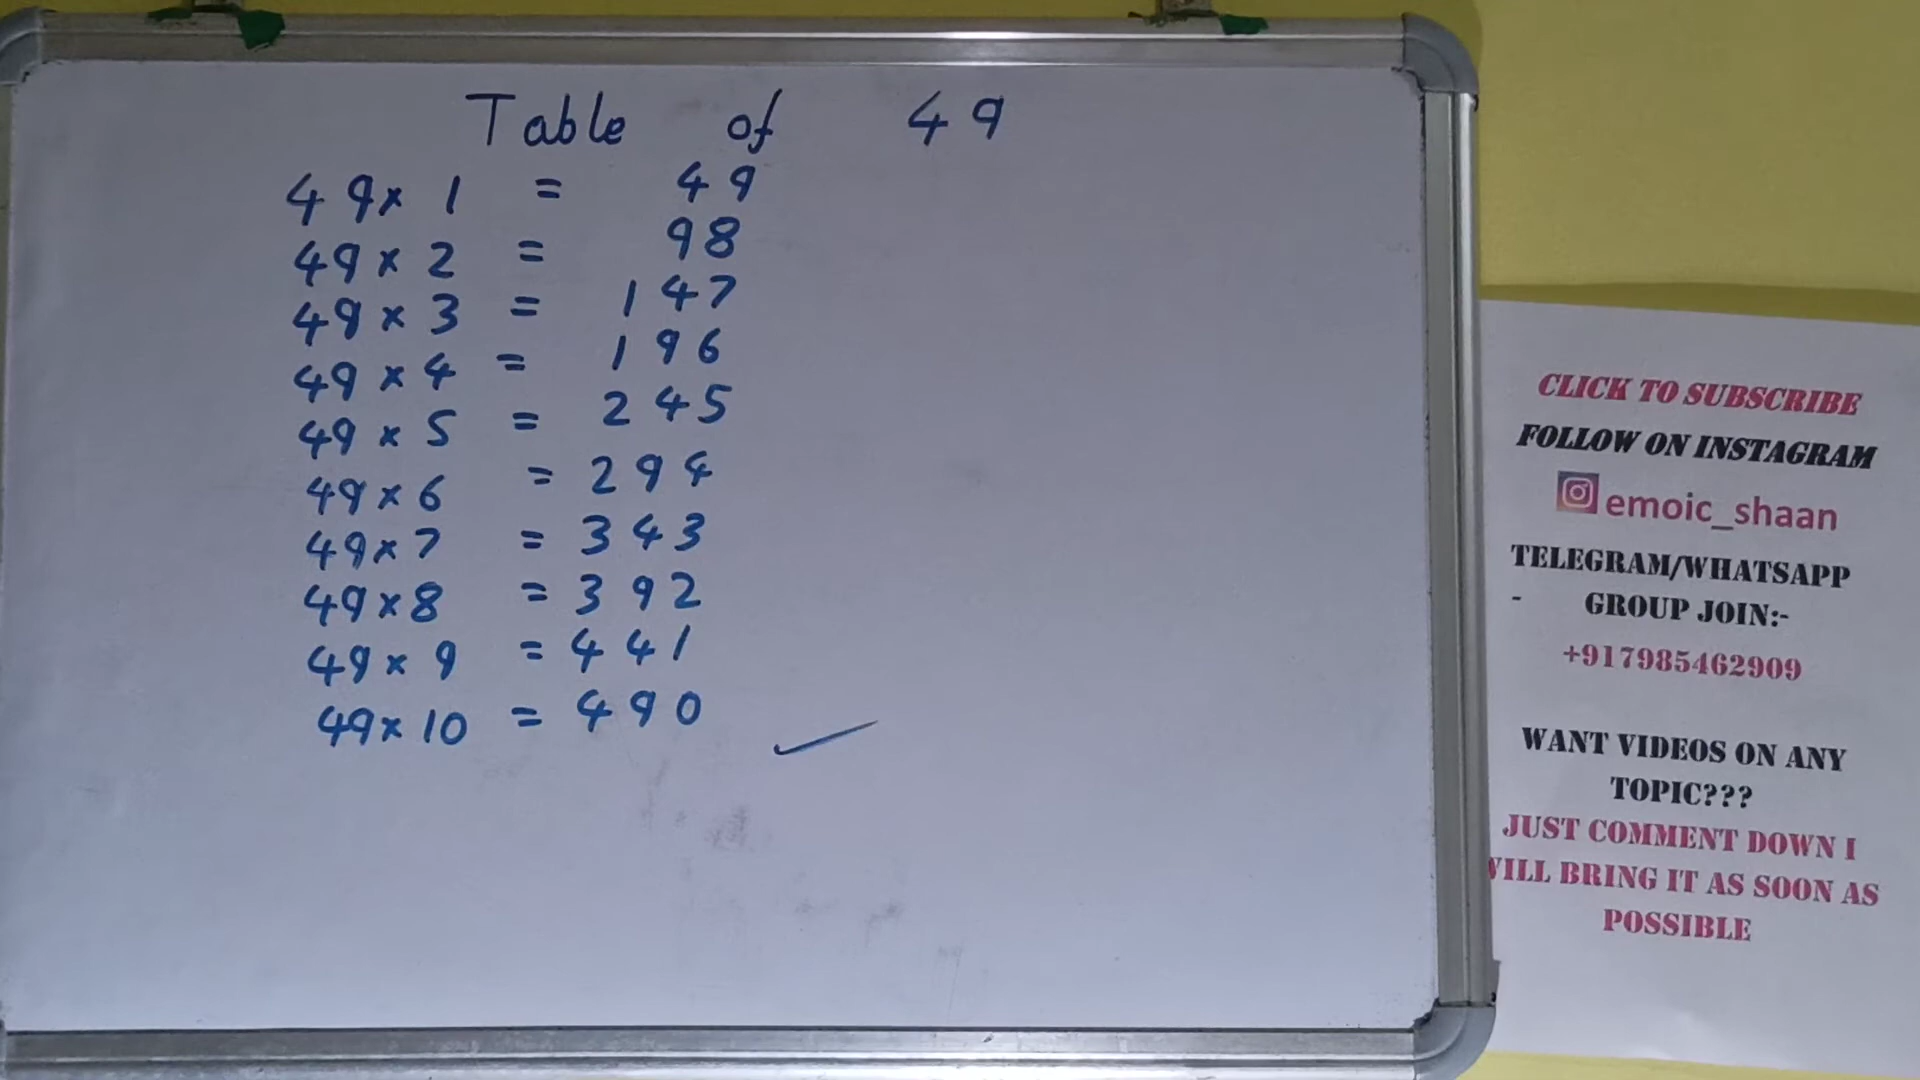 Table of 49
49 x 1 = 49
49 x 2 = 98
49 x 3 = 147
49 x 4 = 196
49 x 5 = 245
49 x 6 = 294
49 x 7 = 343
49 x 8 = 392
49 x 9 = 441
49 x 10 = 490
CLICK TO SUBSCRIBE
FOLLOW ON INSTAGRAM
emoic_shaan
TELEGRAM/WHATSAPP
- GROUP JOIN:-
+917985462909
WANT VIDEOS ON ANY
TOPIC???
JUST COMMENT DOWN I
WILL BRING IT AS SOON AS
POSSIBLE